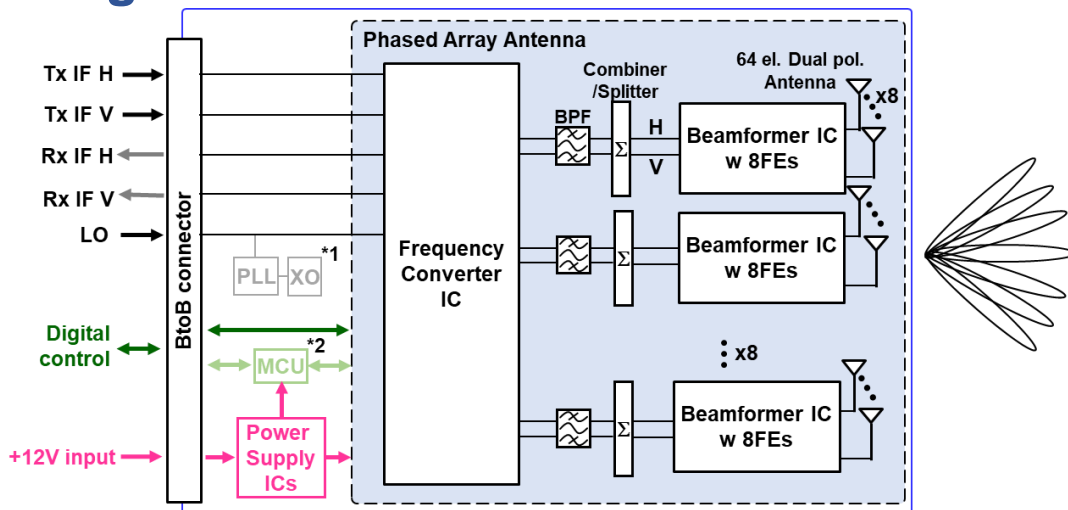 Phased Array Antenna
Tx IF H
Tx IF V
Rx IF H
Rx IF V
LO
Digital
control
+12V input
BtoB connector
PLL
XO
*1
MCU
*2
Power
Supply
ICs
Frequency
Converter
IC
BPF
Combiner
/Splitter
Σ
H
V
64 el. Dual pol.
Antenna
x8
Beamformer IC
w 8FEs
Σ
Beamformer IC
w 8FEs
x8
Σ
Beamformer IC
w 8FEs